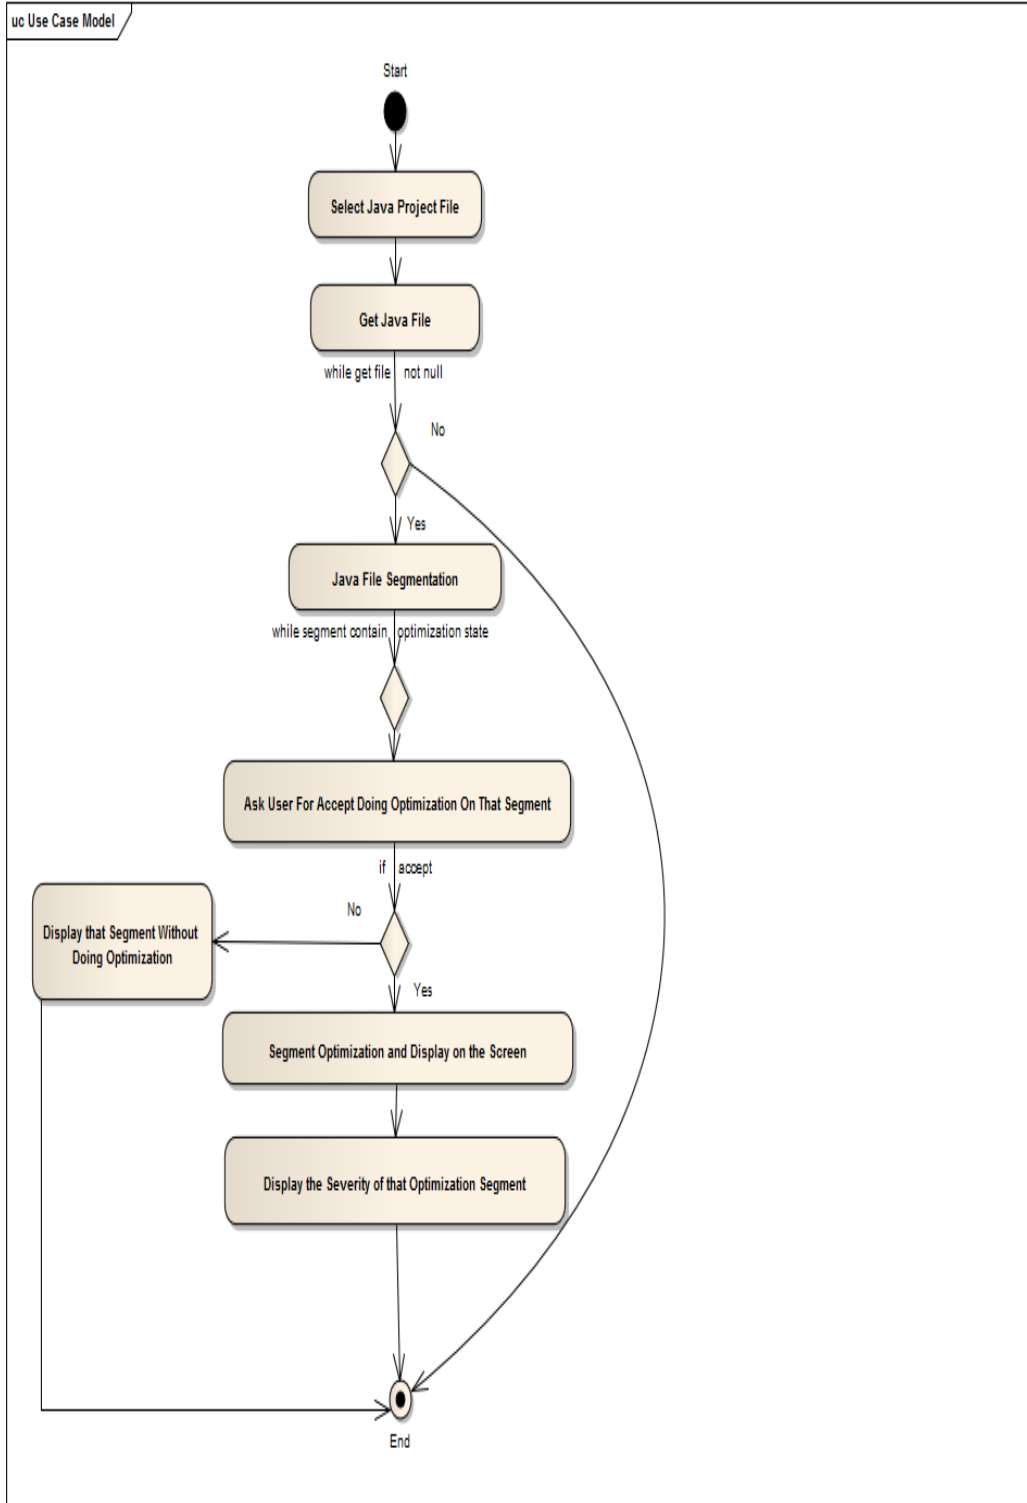 uc Use Case Model
Start
Select Java Project File
Get Java File
while get file not null
No
Yes
Java File Segmentation
while segment contain optimization state
Ask User For Accept Doing Optimization On That Segment
if accept
No
Display that Segment Without
Doing Optimization
Yes
Segment Optimization and Display on the Screen
Display the Severity of that Optimization Segment
End